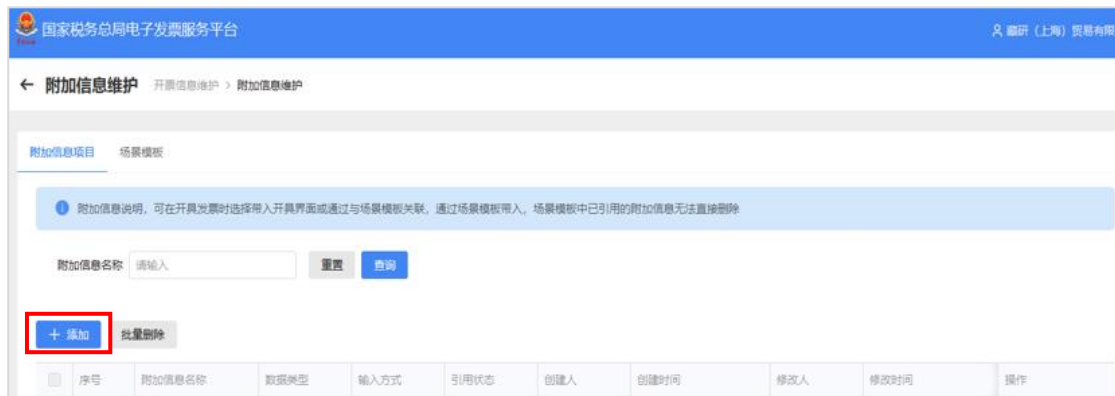 国家税务总局电子发票服务平台
（上海）贸易有限
← 附加信息维护 开票信息维护 > 附加信息维护
附加信息项目 场景模板
附加信息说明，可在开具发票时选择带入开具界面或通过与场景模板关联，通过场景模板带入，场景模板中已引用的附加信息无法直接删除
附加信息名称 请输入 重置 查询
+ 添加 批量删除
序号 附加信息名称 数据类型 输入方式 引用状态 创建人 创建时间 修改人 修改时间 操作